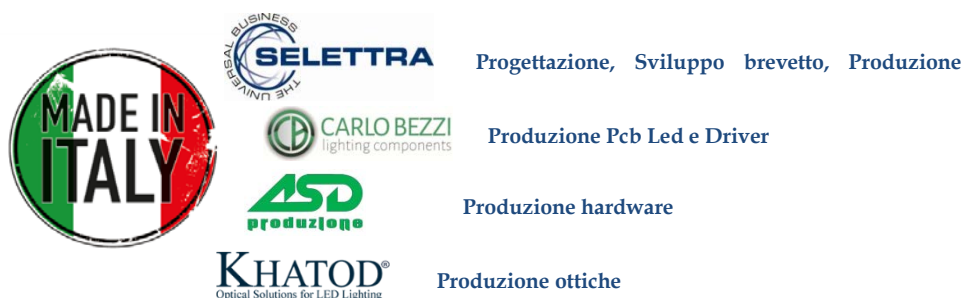 MADE IN
ITALY
THE UNIVERSAL BUSINESS
SELETTRA
Progettazione, Sviluppo brevetto, Produzione
CB
CARLO BEZZI
lighting components
Produzione Pcb Led e Driver
ASD
produzione
Produzione hardware
KHATOD®
Optical Solutions for LED Lighting
Produzione ottiche